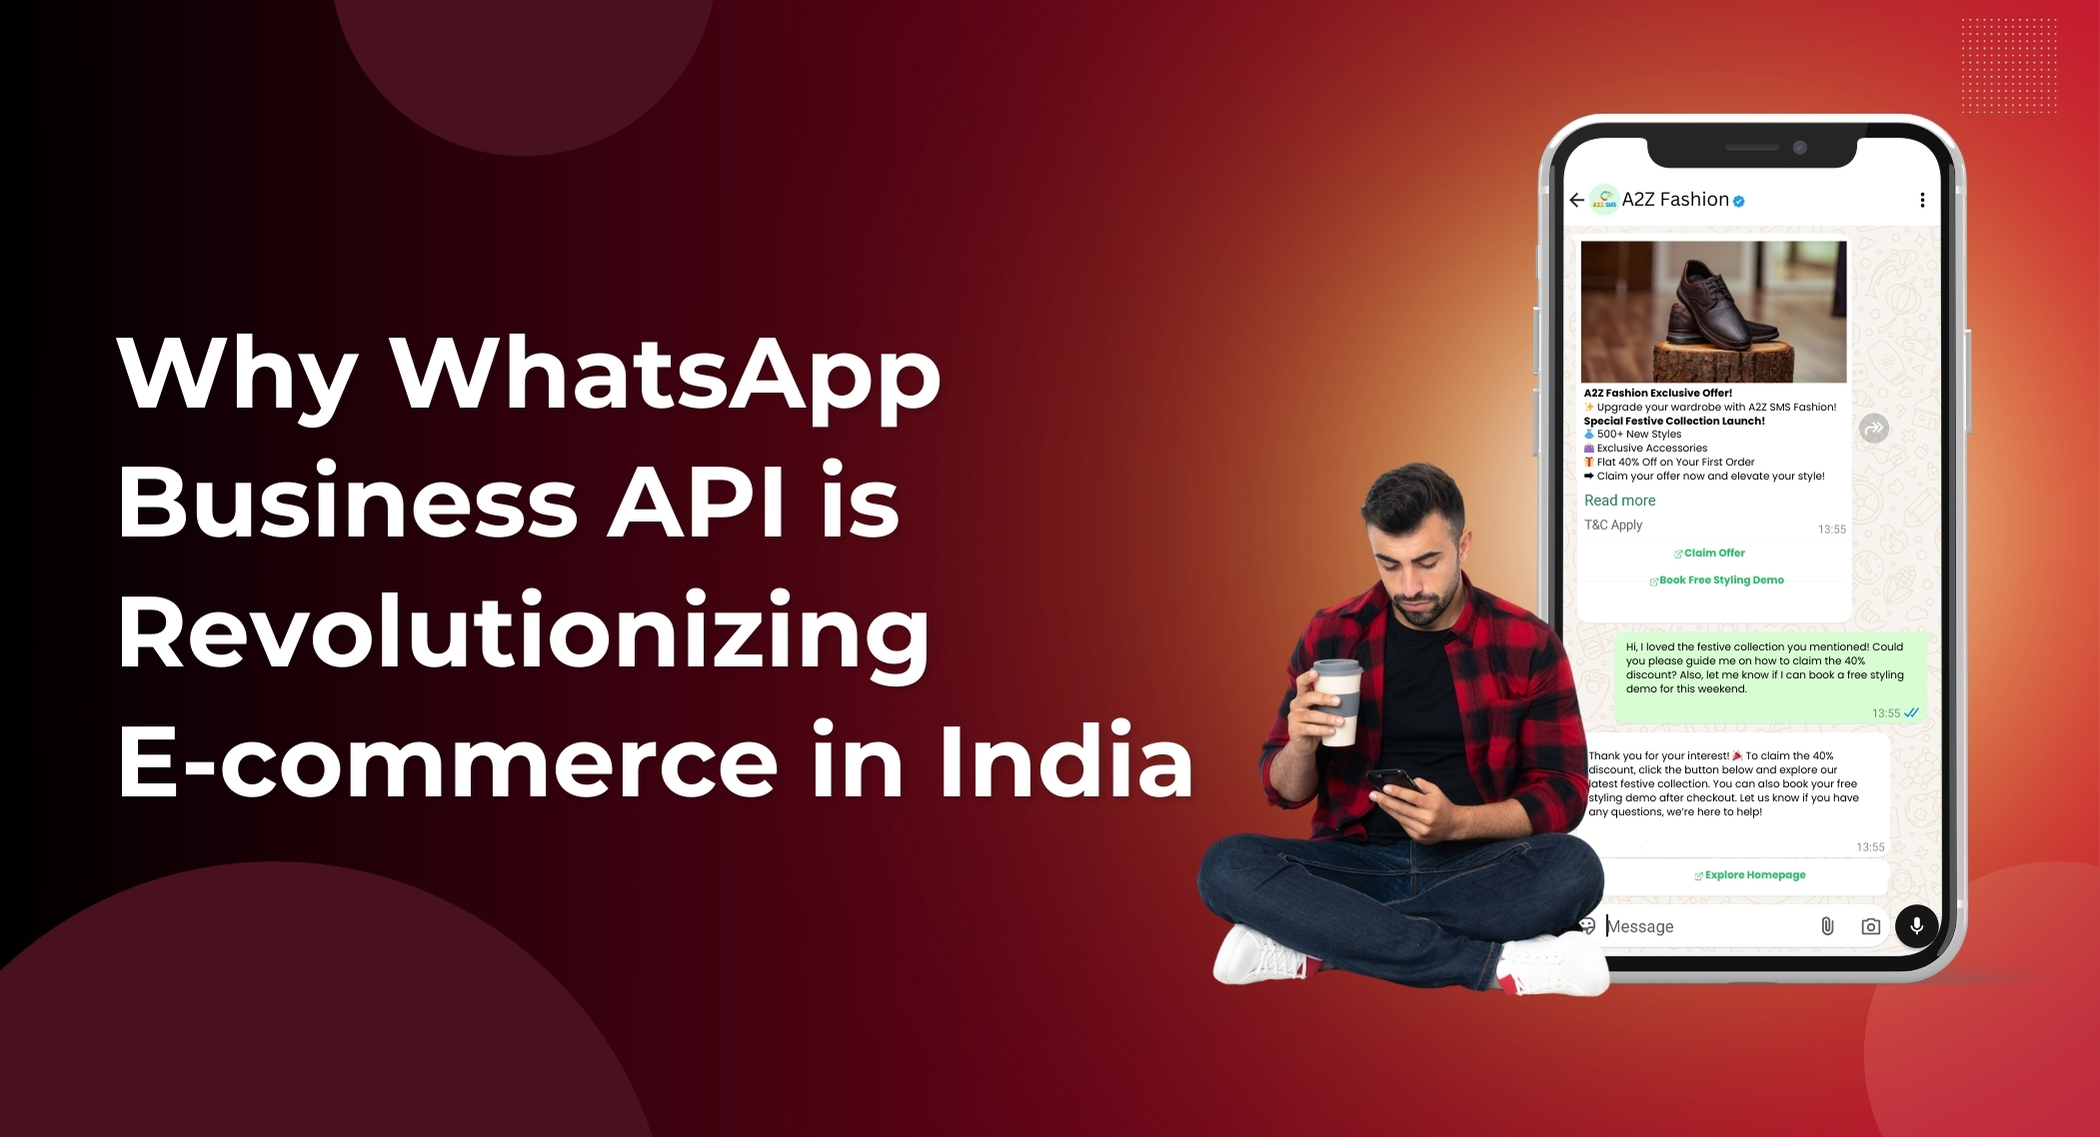 Why WhatsApp
Business API is
Revolutionizing
E-commerce in India
A2Z SMS
A2Z Fashion
A2Z Fashion Exclusive Offer!
✨ Upgrade your wardrobe with A2Z SMS Fashion!
Special Festive Collection Launch!
👗 500+ New Styles
👜 Exclusive Accessories
🎁 Flat 40% Off on Your First Order
➡ Claim your offer now and elevate your style!
Read more
T&C Apply
13:55
Claim Offer
Book Free Styling Demo
Hi, I loved the festive collection you mentioned! Could
you please guide me on how to claim the 40%
discount? Also, let me know if I can book a free styling
demo for this weekend.
13:55
Thank you for your interest! 🎉 To claim the 40%
discount, click the button below and explore our
latest festive collection. You can also book your free
styling demo after checkout. Let us know if you have
any questions, we're here to help!
13:55
Explore Homepage
Message